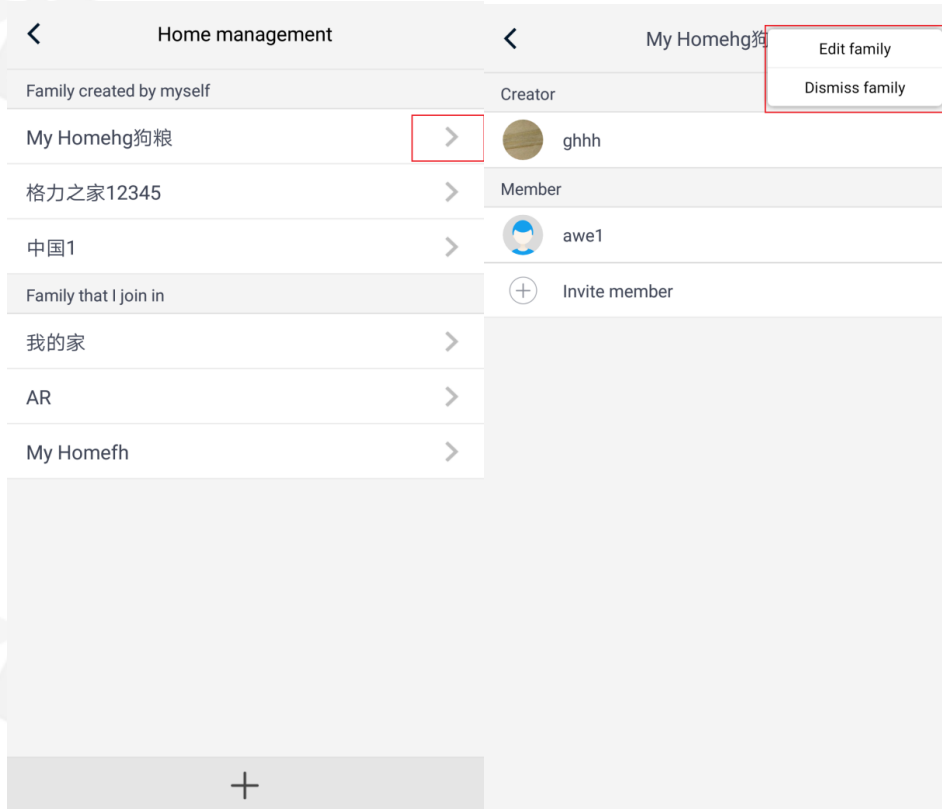 Home management
Family created by myself
My Homehg狗粮
格力之家12345
中国1
Family that I join in
我的家
AR
My Homefh
My Homehg狗
Edit family
Dismiss family
Creator
ghhh
Member
awe1
Invite member